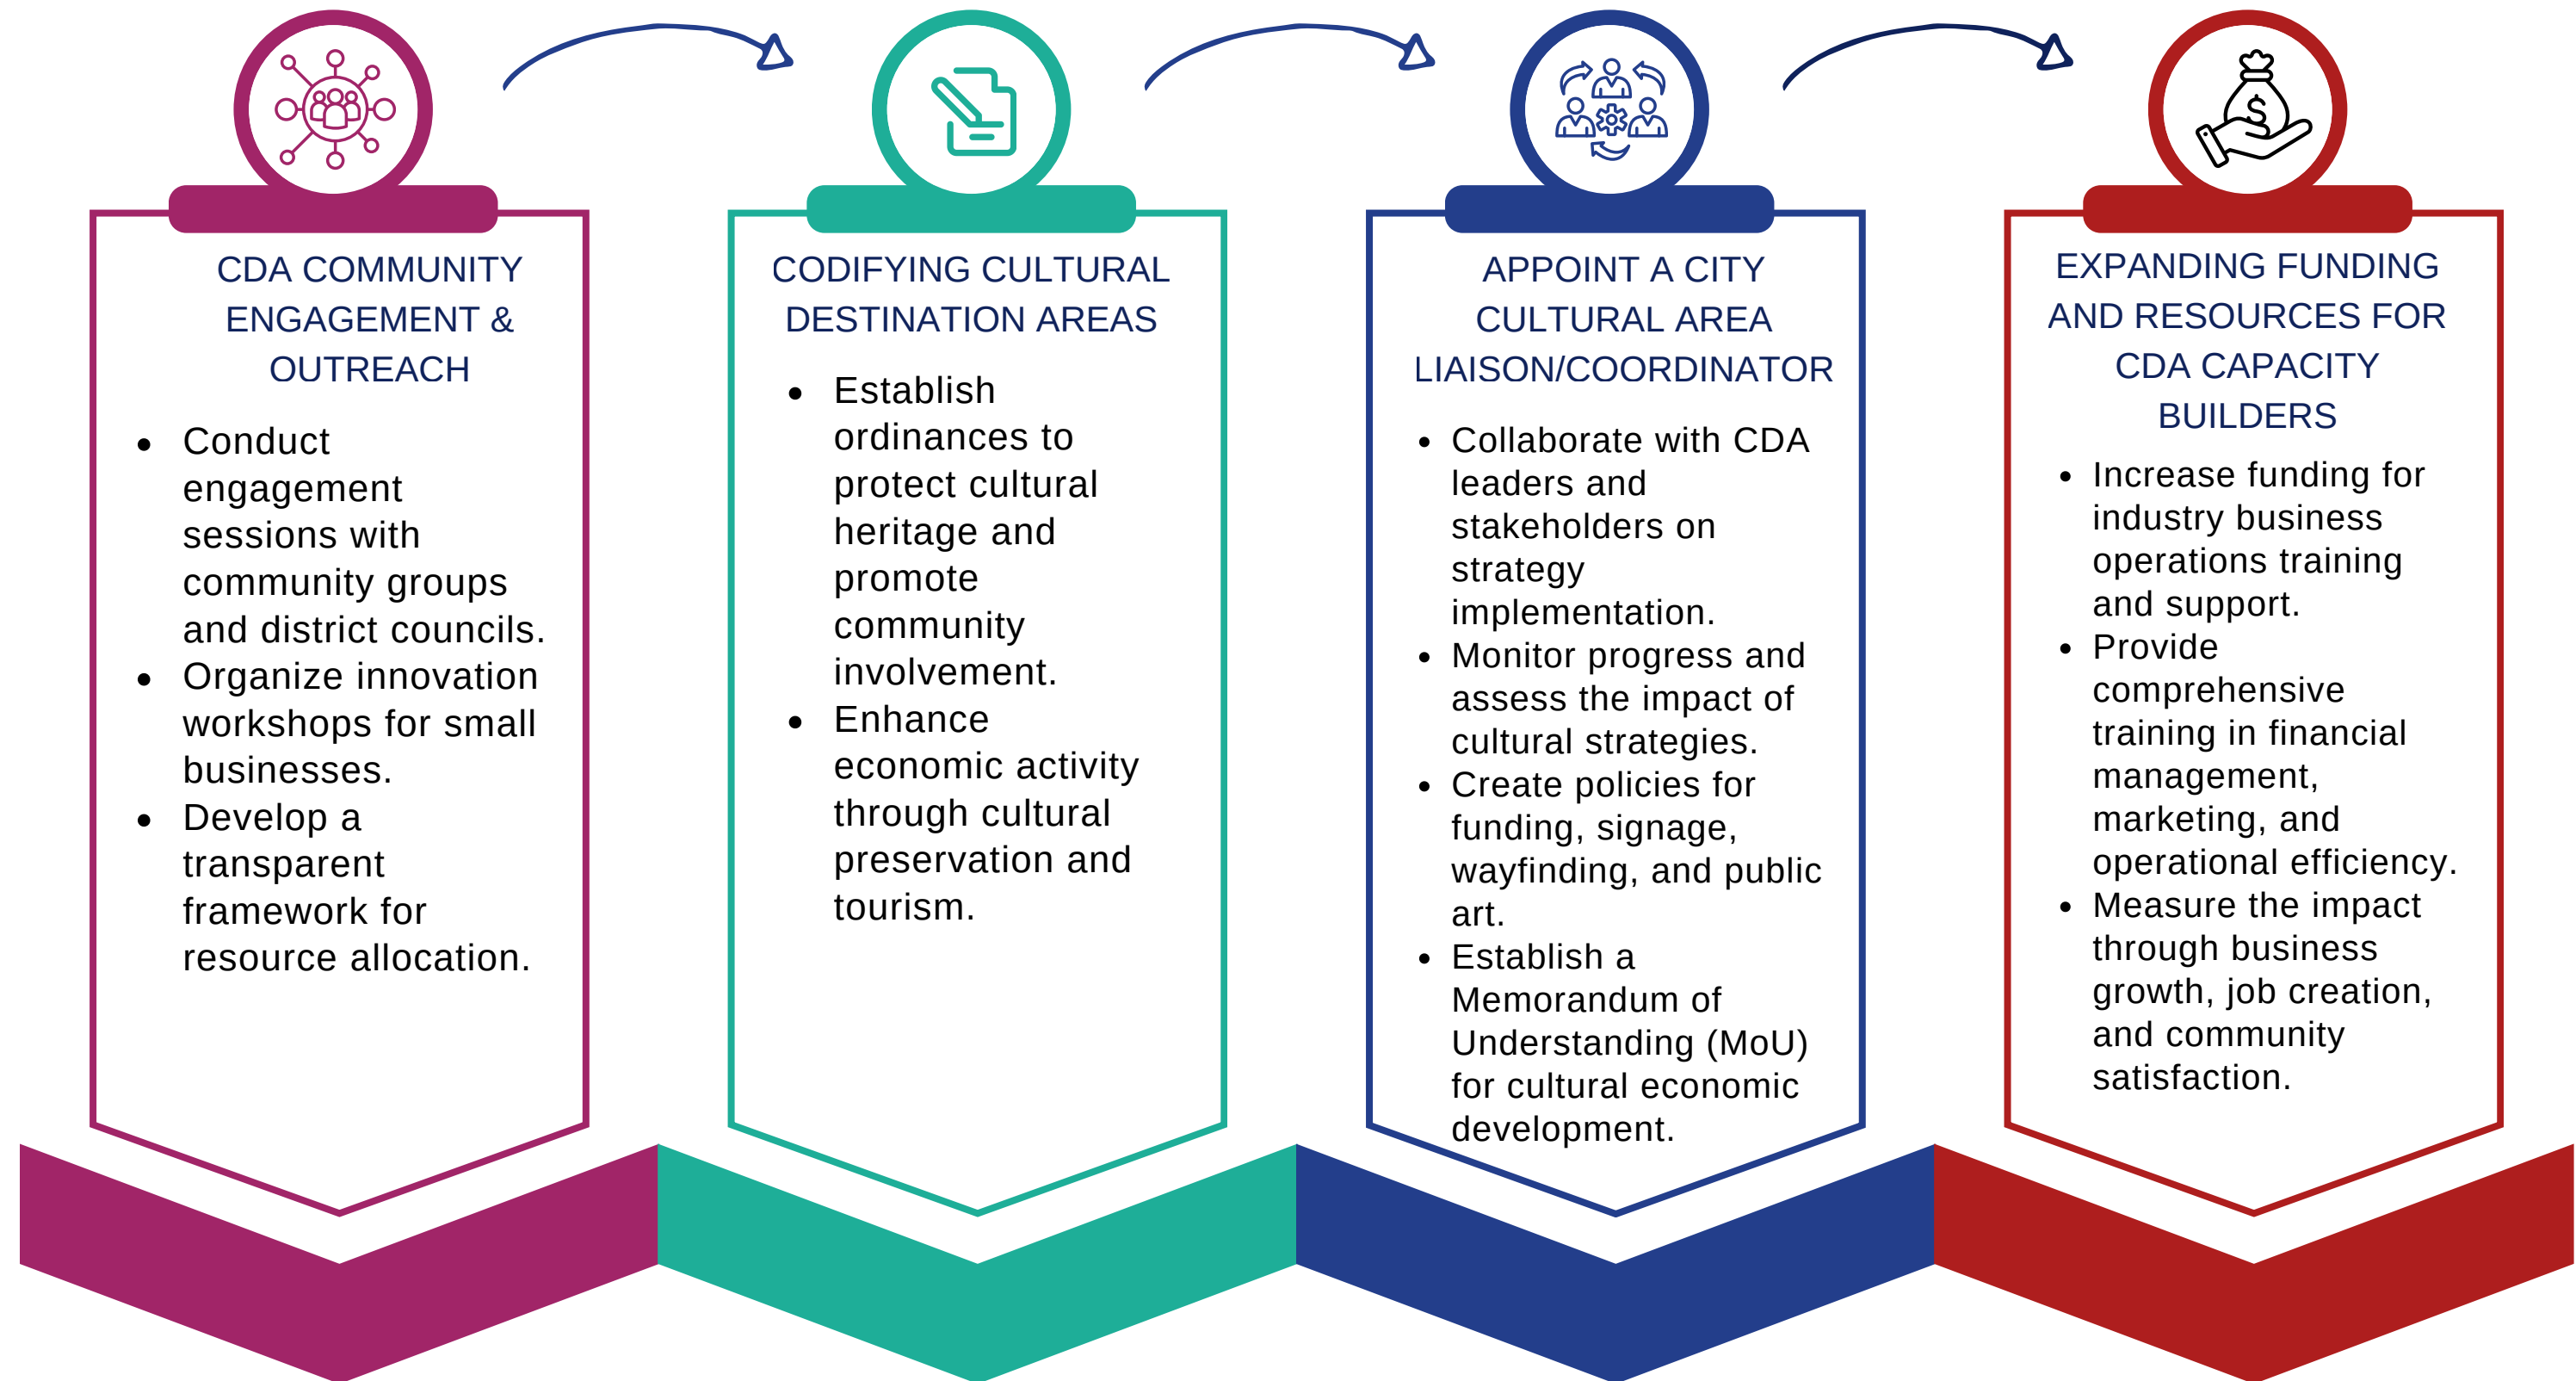 CDA COMMUNITY
ENGAGEMENT &
OUTREACH
• Conduct
engagement
sessions with
community groups
and district councils.
• Organize innovation
workshops for small
businesses.
• Develop a
transparent
framework for
resource allocation.
CODIFYING CULTURAL
DESTINATION AREAS
• Establish
ordinances to
protect cultural
heritage and
promote
community
involvement.
• Enhance
economic activity
through cultural
preservation and
tourism.
APPOINT A CITY
CULTURAL AREA
LIAISON/COORDINATOR
• Collaborate with CDA
leaders and
stakeholders on
strategy
implementation.
• Monitor progress and
assess the impact of
cultural strategies.
• Create policies for
funding, signage,
wayfinding, and public
art.
• Establish a
Memorandum of
Understanding (MoU)
for cultural economic
development.
$
EXPANDING FUNDING
AND RESOURCES FOR
CDA CAPACITY
BUILDERS
• Increase funding for
industry business
operations training
and support.
• Provide
comprehensive
training in financial
management,
marketing, and
operational efficiency.
• Measure the impact
through business
growth, job creation,
and community
satisfaction.